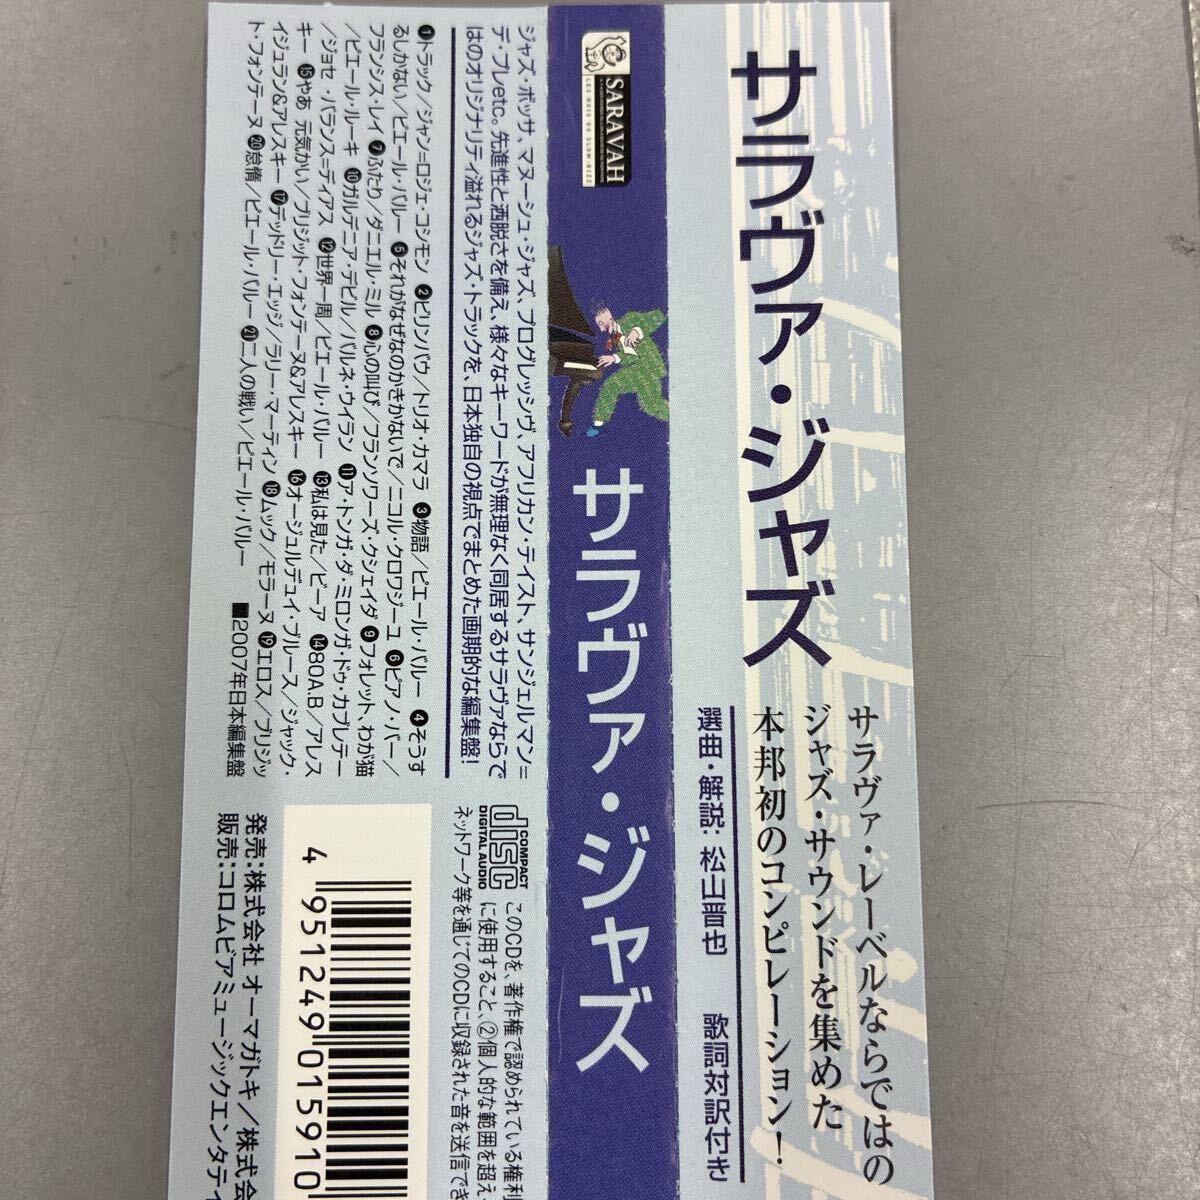 サラヴァ・ジャズ
サラヴァ・レーベルならではの
ジャズ・サウンドを集めた
本邦初のコンピレーション!
選曲・解説:松山晋也 歌詞対訳付き
SARAVAH
LES ROIS DU SLOW-BIZZ
サラヴァ・ジャズ
ジャズ・ボッサ、マヌーシュ・ジャズ、プログレッシヴ、アフリカン・テイスト、サンジェルマン=
デ・プレetc。先進性と洒脱さを備え、様々なキーワードが無理なく同居するサラヴァならで
はのオリジナリティ溢れるジャズ・トラックを、日本独自の視点でまとめた画期的な編集盤!
❶トラック/ジャン=ロジェ・コシモン ❷ビリンバウ/トリオ・カマラ ❸物語/ピエール・バルー ❹そうす
るしかない/ピエール・バルー ❺それがなぜなのかきかないで/ニコル・クロワジーユ ❻ピアノ・バー/
フランシス・レイ ❼ふたり/ダニエル・ミル ❽心の叫び/フランソワーズ・クシェイダ ❾フォレット、わが猫
/ピエール・ルーキ ❿ガルデニア・デビル/バルネ・ウイラン ⓫ア・トンガ・ダ・ミロンガ・ドゥ・カブレテー
/ジョセ・バランス=ディアス ⓬世界一周/ピエール・バルー ⓭私は見た/ビーア ⓮80A.B/アレス
キー ⓯やあ 元気かい/ブリジット・フォンテーヌ&アレスキー ⓰オージュルデュイ・ブルース/ジャック・
イジュラン&アレスキー ⓱デッドリー・エッジ/ラリー・マーティン ⓲ムック/モラーヌ ⓳エロス/ブリジッ
ト・フォンテーヌ ⓴怠惰/ピエール・バルー ㉑二人の戦い/ピエール・バルー ■2007年日本編集盤
COMPACT
disc
DIGITAL AUDIO
このCDを、著作権で認められている権利
に使用すること、②個人的な範囲を超え
ネットワーク等を通じてこのCDに収録された音を送信でき
4 951249 015910
発売:株式会社 オーマガトキ/株式会
販売:コロムビアミュージックエンタテイ